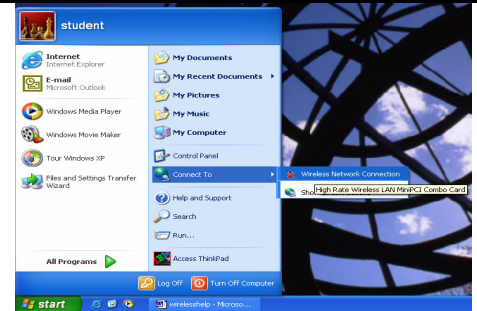 student
Internet
Internet Explorer
E-mail
Microsoft Outlook
Windows Media Player
Windows Movie Maker
Tour Windows XP
Files and Settings Transfer
Wizard
All Programs
My Documents
My Recent Documents
My Pictures
My Music
My Computer
Control Panel
Connect To
Help and Support
Search
Run...
Access ThinkPad
Wireless Network Connection
High Rate Wireless LAN MiniPCI Combo Card
Log Off
Turn Off Computer
start
wirelesshelp - Microso...